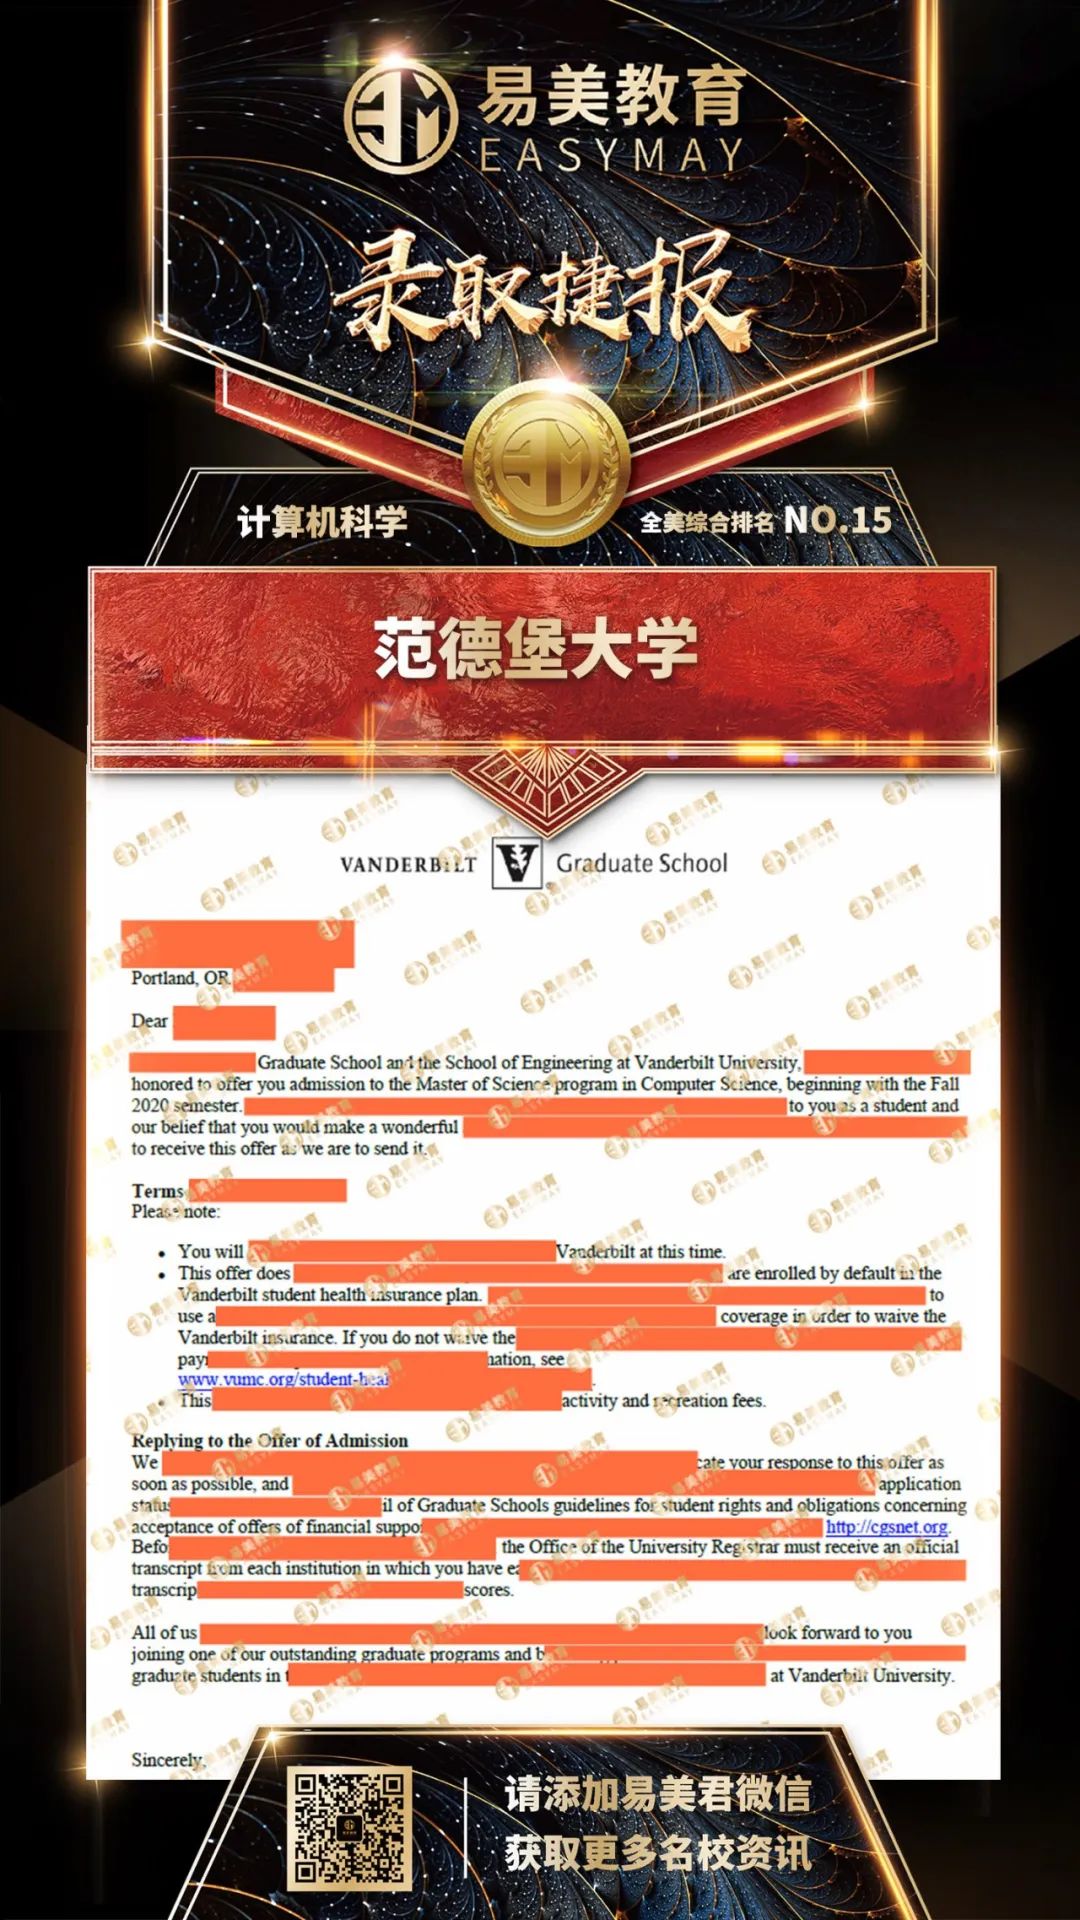 易美教育
EASYMAY
录取捷报
计算机科学
全美综合排名 NO.15
范德堡大学
VANDERBILT V Graduate School
Portland, OR
Dear
Graduate School and the School of Engineering at Vanderbilt University,
honored to offer you admission to the Master of Science program in Computer Science, beginning with the Fall
2020 semester. to you as a student and
our belief that you would make a wonderful
to receive this offer as we are to send it.
Terms
Please note:
• You will Vanderbilt at this time.
• This offer does are enrolled by default in the
Vanderbilt student health insurance plan. to
use a coverage in order to waive the
Vanderbilt insurance. If you do not waive the
see
www.vumc.org/student-heal
• This activity and recreation fees.
Replying to the Offer of Admission
We your response to this offer as
soon as possible, and application
of Graduate Schools guidelines for student rights and obligations concerning
acceptance of offers of financial http://cgsnet.org.
the Office of the University Registrar must receive an official
transcript from each institution in which you have
scores.
All of us look forward to you
joining one of our outstanding graduate programs and
graduate students in at Vanderbilt University.
Sincerely,
请添加易美君微信
获取更多名校资讯